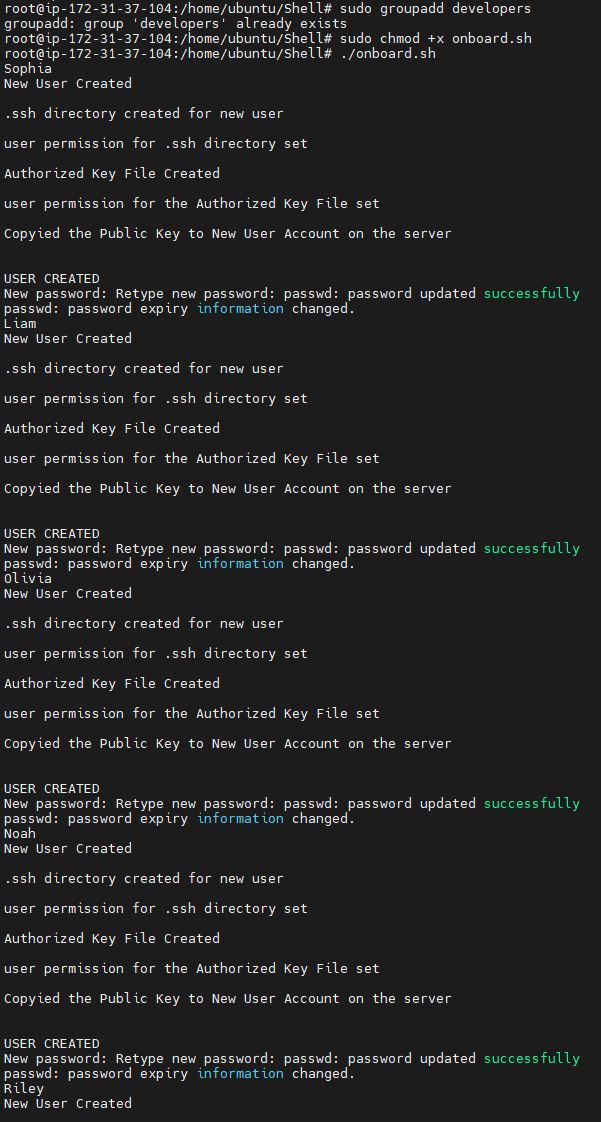 root@ip-172-31-37-104:/home/ubuntu/Shell# sudo groupadd developers
groupadd: group 'developers' already exists
root@ip-172-31-37-104:/home/ubuntu/Shell# sudo chmod +x onboard.sh
root@ip-172-31-37-104:/home/ubuntu/Shell# ./onboard.sh
Sophia
New User Created
.ssh directory created for new user
user permission for .ssh directory set
Authorized Key File Created
user permission for the Authorized Key File set
Copyied the Public Key to New User Account on the server
USER CREATED
New password: Retype new password: passwd: password updated successfully
passwd: password expiry information changed.
Liam
New User Created
.ssh directory created for new user
user permission for .ssh directory set
Authorized Key File Created
user permission for the Authorized Key File set
Copyied the Public Key to New User Account on the server
USER CREATED
New password: Retype new password: passwd: password updated successfully
passwd: password expiry information changed.
Olivia
New User Created
.ssh directory created for new user
user permission for .ssh directory set
Authorized Key File Created
user permission for the Authorized Key File set
Copyied the Public Key to New User Account on the server
USER CREATED
New password: Retype new password: passwd: password updated successfully
passwd: password expiry information changed.
Noah
New User Created
.ssh directory created for new user
user permission for .ssh directory set
Authorized Key File Created
user permission for the Authorized Key File set
Copyied the Public Key to New User Account on the server
USER CREATED
New password: Retype new password: passwd: password updated successfully
passwd: password expiry information changed.
Riley
New User Created